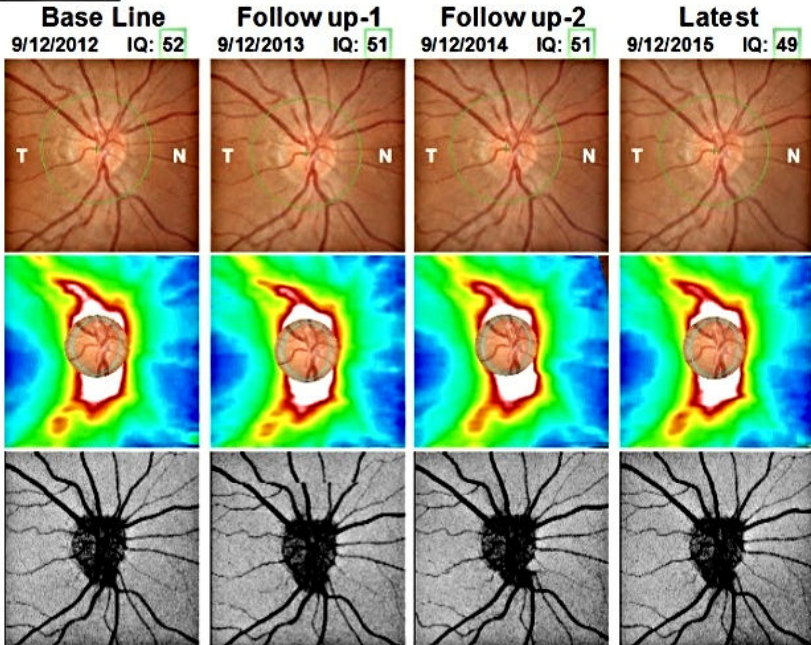 Base Line Follow up-1 Follow up-2 Latest
9/12/2012 IQ: 52 9/12/2013 IQ: 51 9/12/2014 IQ: 51 9/12/2015 IQ: 49
T N T N T N T N